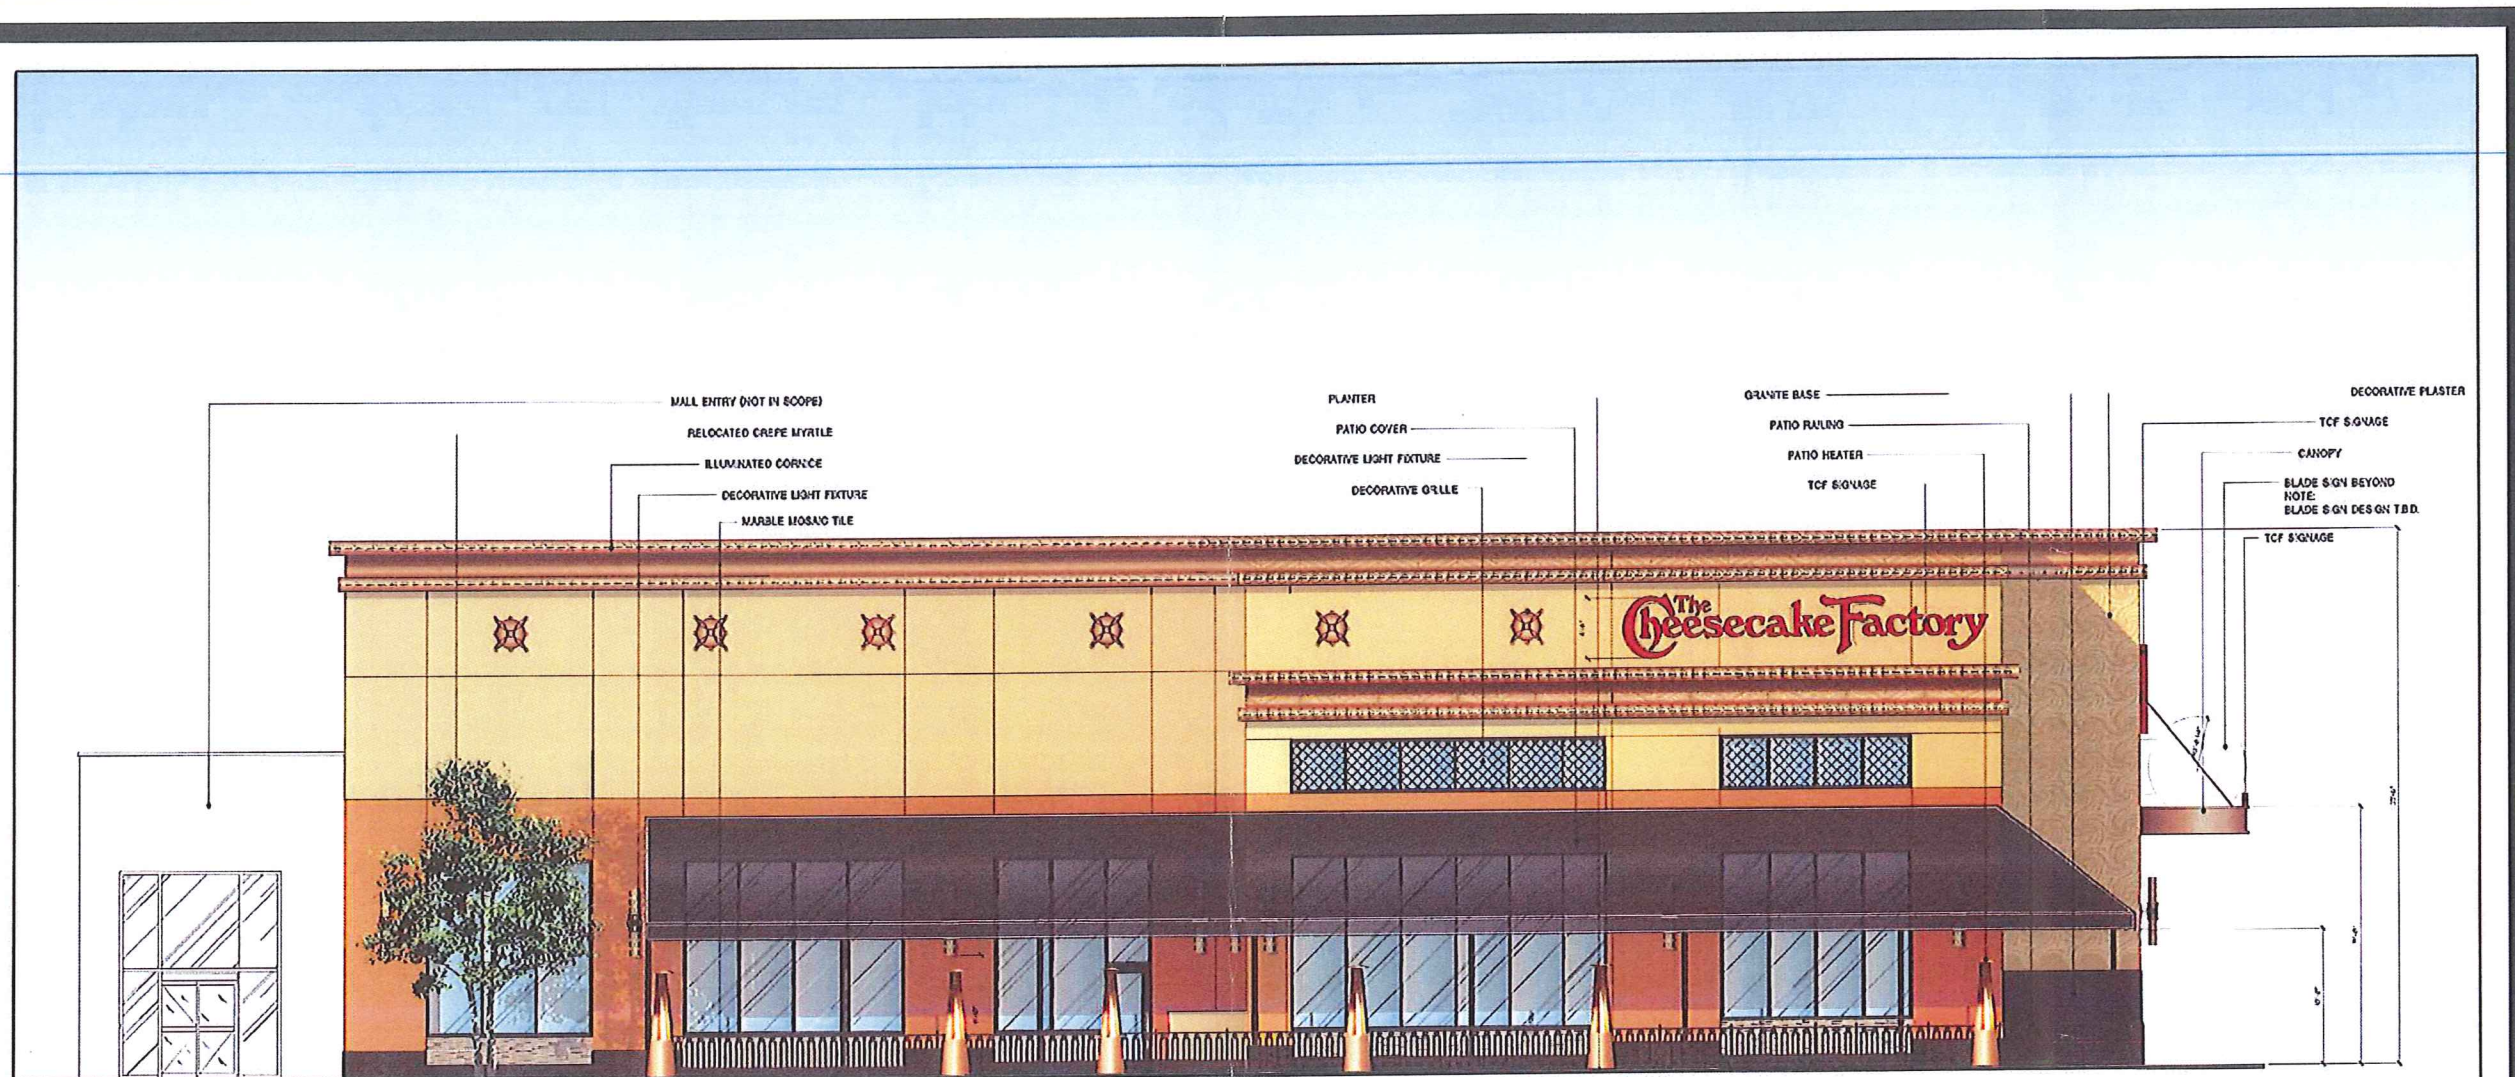 MALL ENTRY (NOT IN SCOPE)
RELOCATED CREPE MYRTLE
ILLUMINATED CORNICE
DECORATIVE LIGHT FIXTURE
MARBLE MOSAIC TILE
PLANTER
PATIO COVER
DECORATIVE LIGHT FIXTURE
DECORATIVE GRILLE
GRANITE BASE
PATIO RAILING
PATIO HEATER
TCF SIGNAGE
DECORATIVE PLASTER
TCF SIGNAGE
CANOPY
BLADE SIGN BEYOND
NOTE:
BLADE SIGN DESIGN T.B.D.
TCF SIGNAGE
The
Cheesecake Factory